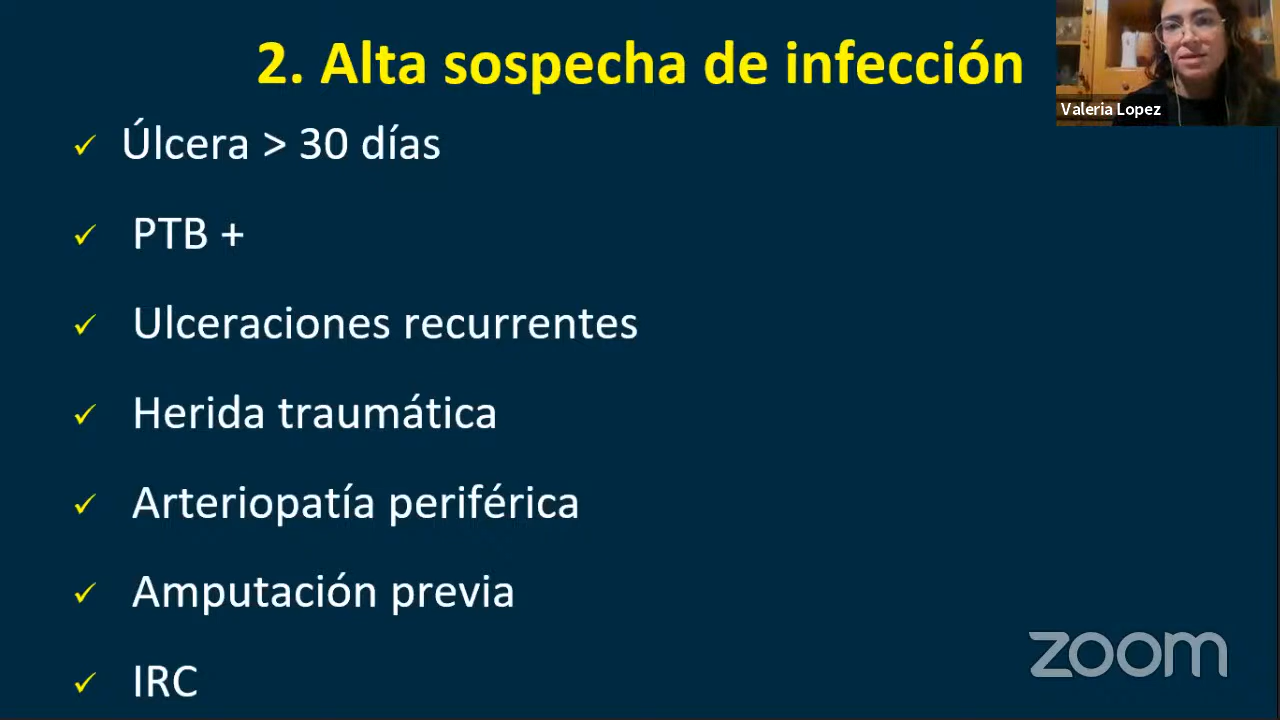 2. Alta sospecha de infección
Valeria Lopez
✓ Úlcera > 30 días
✓ PTB +
✓ Ulceraciones recurrentes
✓ Herida traumática
✓ Arteriopatía periférica
✓ Amputación previa
✓ IRC
zoom